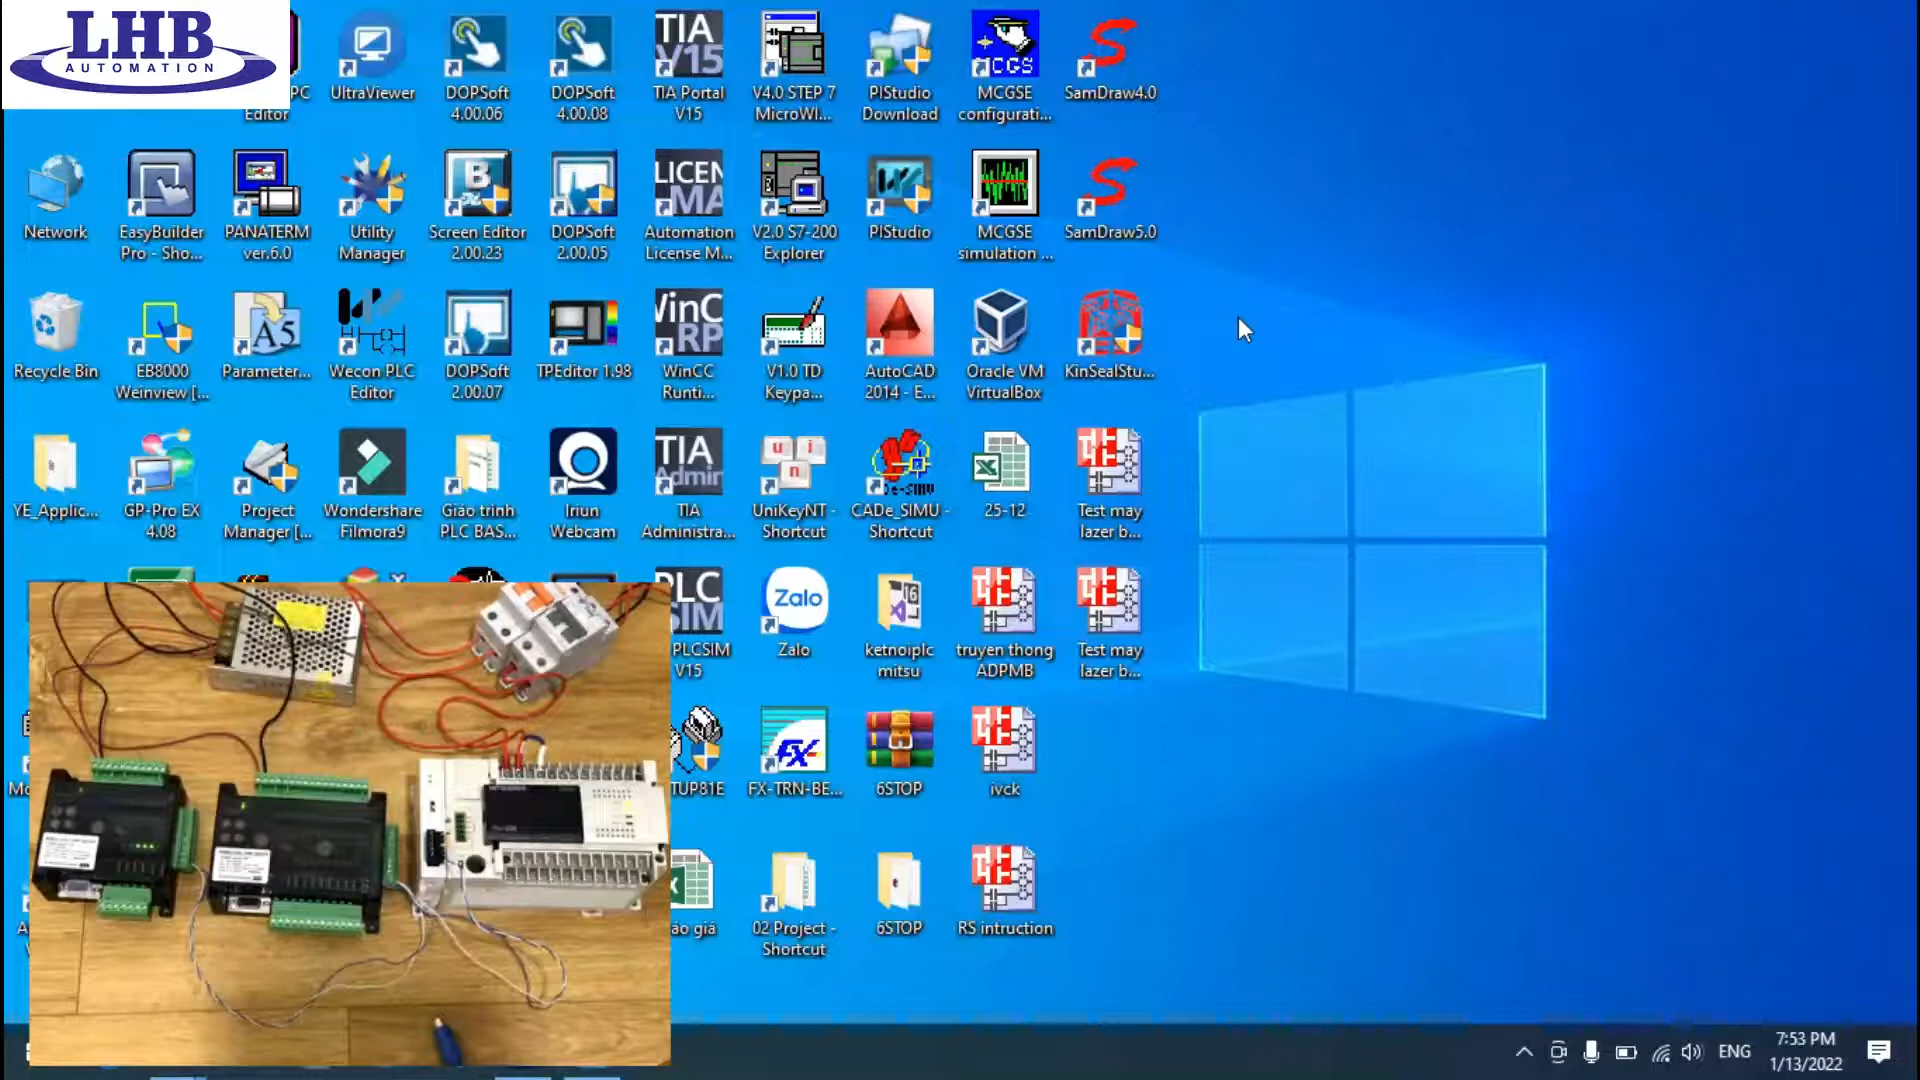 LHB
AUTOMATION
PC
Editor
UltraViewer
DOPSoft
4.00.06
DOPSoft
4.00.08
TIA
V15
TIA Portal
V15
V4.0 STEP 7
MicroWI...
PIStudio
Download
MCGS
MCGSE
configurati...
SamDraw4.0
Network
EasyBuilder
Pro - Sho...
PANATERM
ver.6.0
Utility
Manager
Screen Editor
2.00.23
DOPSoft
2.00.05
LICEN
MA
Automation
License M...
V2.0 S7-200
Explorer
PIStudio
MCGSE
simulation ...
SamDraw5.0
Recycle Bin
EB8000
Weinview [...
A5
Parameter...
Wecon PLC
Editor
DOPSoft
2.00.07
TPEditor 1.98
WinC
RP
WinCC
Runti...
V1.0 TD
Keypa...
AutoCAD
2014 - E...
Oracle VM
VirtualBox
KinSealStu...
YE_Applic...
GP-Pro EX
4.08
Project
Manager [...
Wondershare
Filmora9
Giáo trình
PLC BAS...
Iriun
Webcam
TIA
Admin
TIA
Administra...
u n i
UniKeyNT -
Shortcut
CADe_SIMU -
Shortcut
25-12
Test may
lazer b...
PLC
SIM
PLCSIM
V15
Zalo
Zalo
ketnoiplc
mitsu
truyen thong
ADPMB
Test may
lazer b...
TUP81E
FX
FX-TRN-BE...
6STOP
ivck
áo giá
02 Project -
Shortcut
6STOP
RS intruction
ENG
7:53 PM
1/13/2022